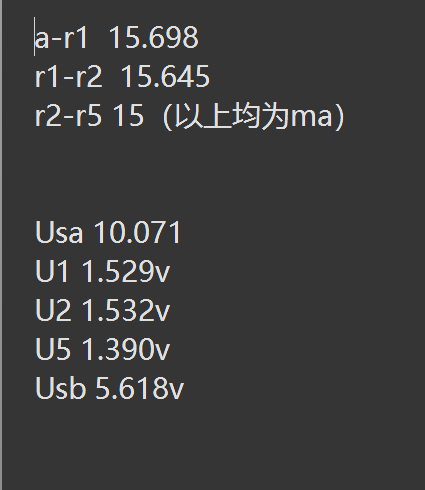 a-r1  15.698
r1-r2  15.645
r2-r5 15（以上均为ma）
Usa 10.071
U1 1.529v
U2 1.532v
U5 1.390v
Usb 5.618v